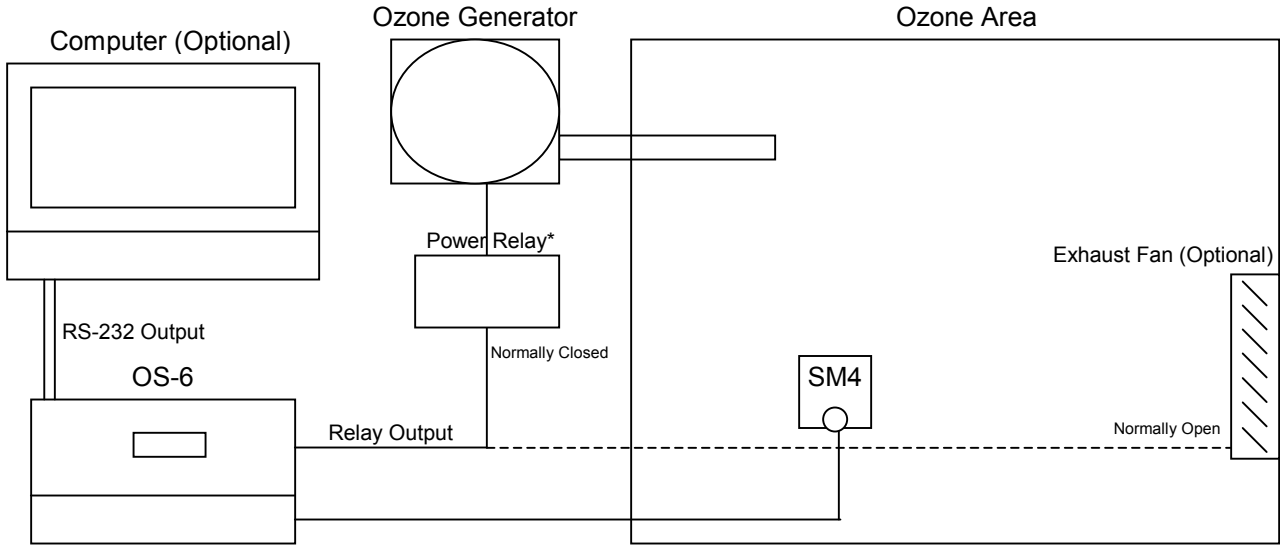 Ozone Generator
Ozone Area
Computer (Optional)
Power Relay*
Exhaust Fan (Optional)
RS-232 Output
Normally Closed
OS-6
SM4
Relay Output
Normally Open